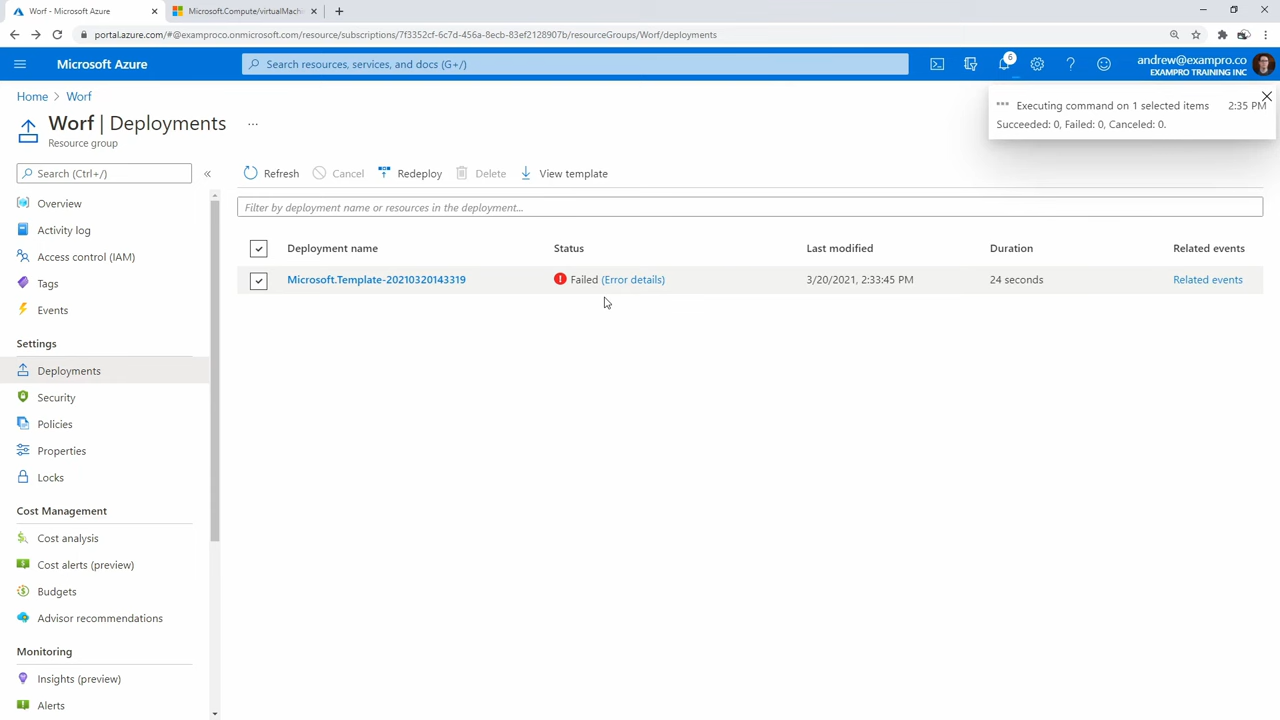 Worf - Microsoft Azure
Microsoft.Compute/virtualMachi
portal.azure.com/#@exampro.co.onmicrosoft.com/resource/subscriptions/7f3352cf-6c7d-456a-8ecb-83ef2128907b/resourceGroups/Worf/deployments
Microsoft Azure
Search resources, services, and docs (G+/)
6
andrew@exampro.co
EXAMPRO TRAINING INC
Home > Worf
Executing command on 1 selected items 2:35 PM
Succeeded: 0, Failed: 0, Canceled: 0.
Worf | Deployments ...
Resource group
Search (Ctrl+/)
«
Refresh Cancel Redeploy Delete View template
Overview
Activity log
Access control (IAM)
Tags
Events
Settings
Deployments
Security
Policies
Properties
Locks
Cost Management
Cost analysis
Cost alerts (preview)
Budgets
Advisor recommendations
Monitoring
Insights (preview)
Alerts
Filter by deployment name or resources in the deployment...
Deployment name Status Last modified Duration Related events
Microsoft.Template-20210320143319 Failed (Error details) 3/20/2021, 2:33:45 PM 24 seconds Related events